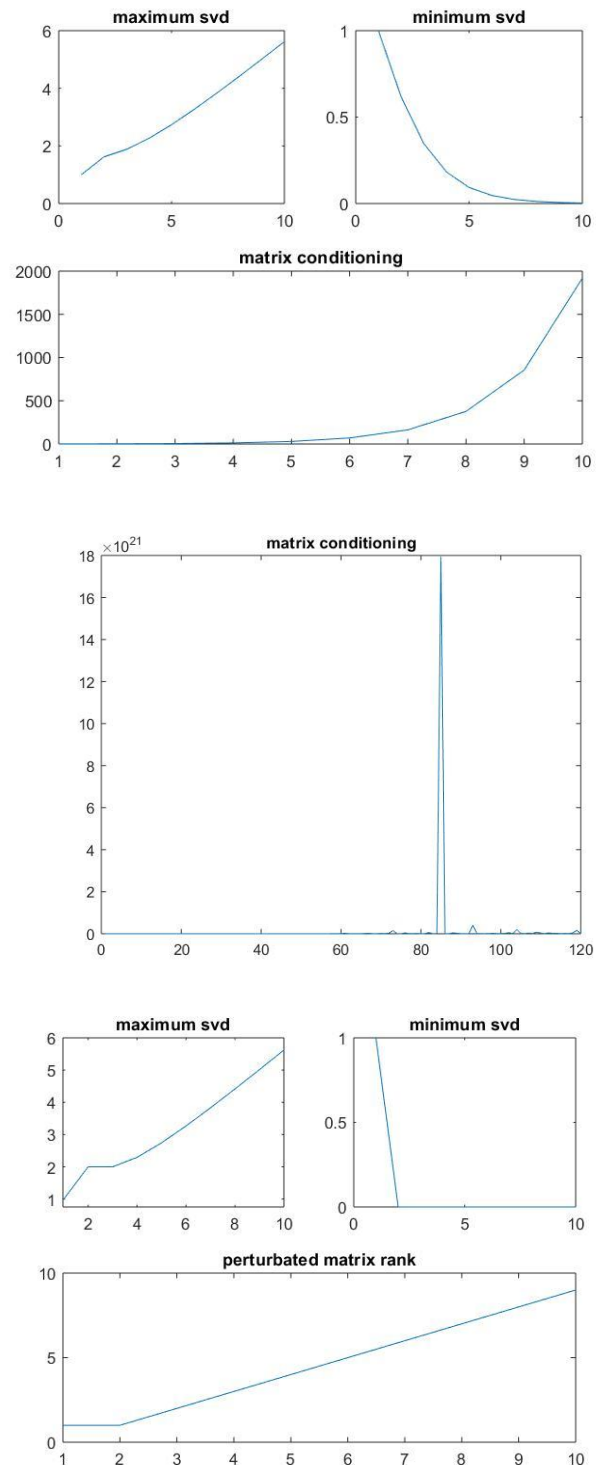 maximum svd
6
4
2
0
0 5 10
minimum svd
1
0.5
0
0 5 10
matrix conditioning
2000
1500
1000
500
0
1 2 3 4 5 6 7 8 9 10
matrix conditioning
×10²¹
18
16
14
12
10
8
6
4
2
0
0 20 40 60 80 100 120
maximum svd
6
5
4
3
2
1
2 4 6 8 10
minimum svd
1
0.5
0
0 5 10
perturbated matrix rank
10
5
0
1 2 3 4 5 6 7 8 9 10